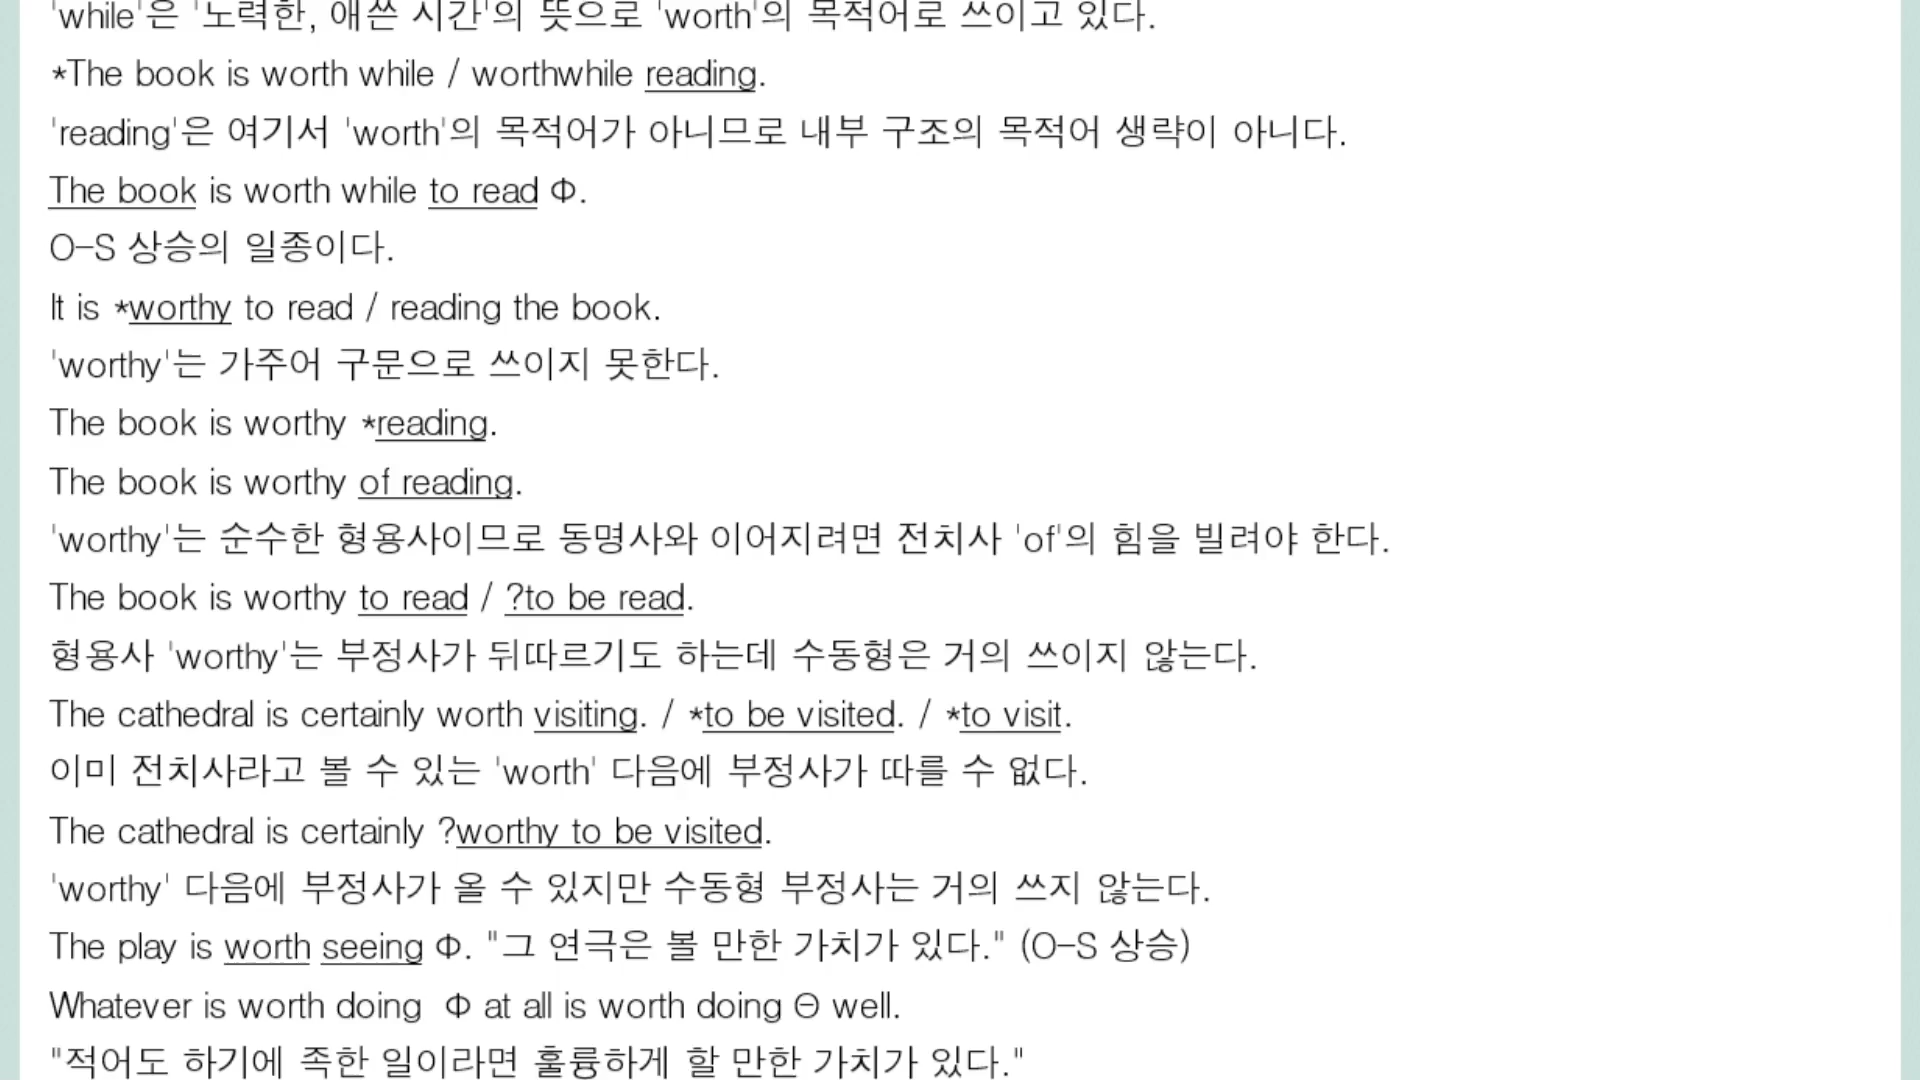 'while'은 '노력한, 애쓴 시간'의 뜻으로 'worth'의 목적어로 쓰이고 있다.
*The book is worth while / worthwhile reading.
'reading'은 여기서 'worth'의 목적어가 아니므로 내부 구조의 목적어 생략이 아니다.
The book is worth while to read Φ.
O-S 상승의 일종이다.
It is *worthy to read / reading the book.
'worthy'는 가주어 구문으로 쓰이지 못한다.
The book is worthy *reading.
The book is worthy of reading.
'worthy'는 순수한 형용사이므로 동명사와 이어지려면 전치사 'of'의 힘을 빌려야 한다.
The book is worthy to read / ?to be read.
형용사 'worthy'는 부정사가 뒤따르기도 하는데 수동형은 거의 쓰이지 않는다.
The cathedral is certainly worth visiting. / *to be visited. / *to visit.
이미 전치사라고 볼 수 있는 'worth' 다음에 부정사가 따를 수 없다.
The cathedral is certainly ?worthy to be visited.
'worthy' 다음에 부정사가 올 수 있지만 수동형 부정사는 거의 쓰지 않는다.
The play is worth seeing Φ. "그 연극은 볼 만한 가치가 있다." (O-S 상승)
Whatever is worth doing  Φ at all is worth doing Θ well.
"적어도 하기에 족한 일이라면 훌륭하게 할 만한 가치가 있다."